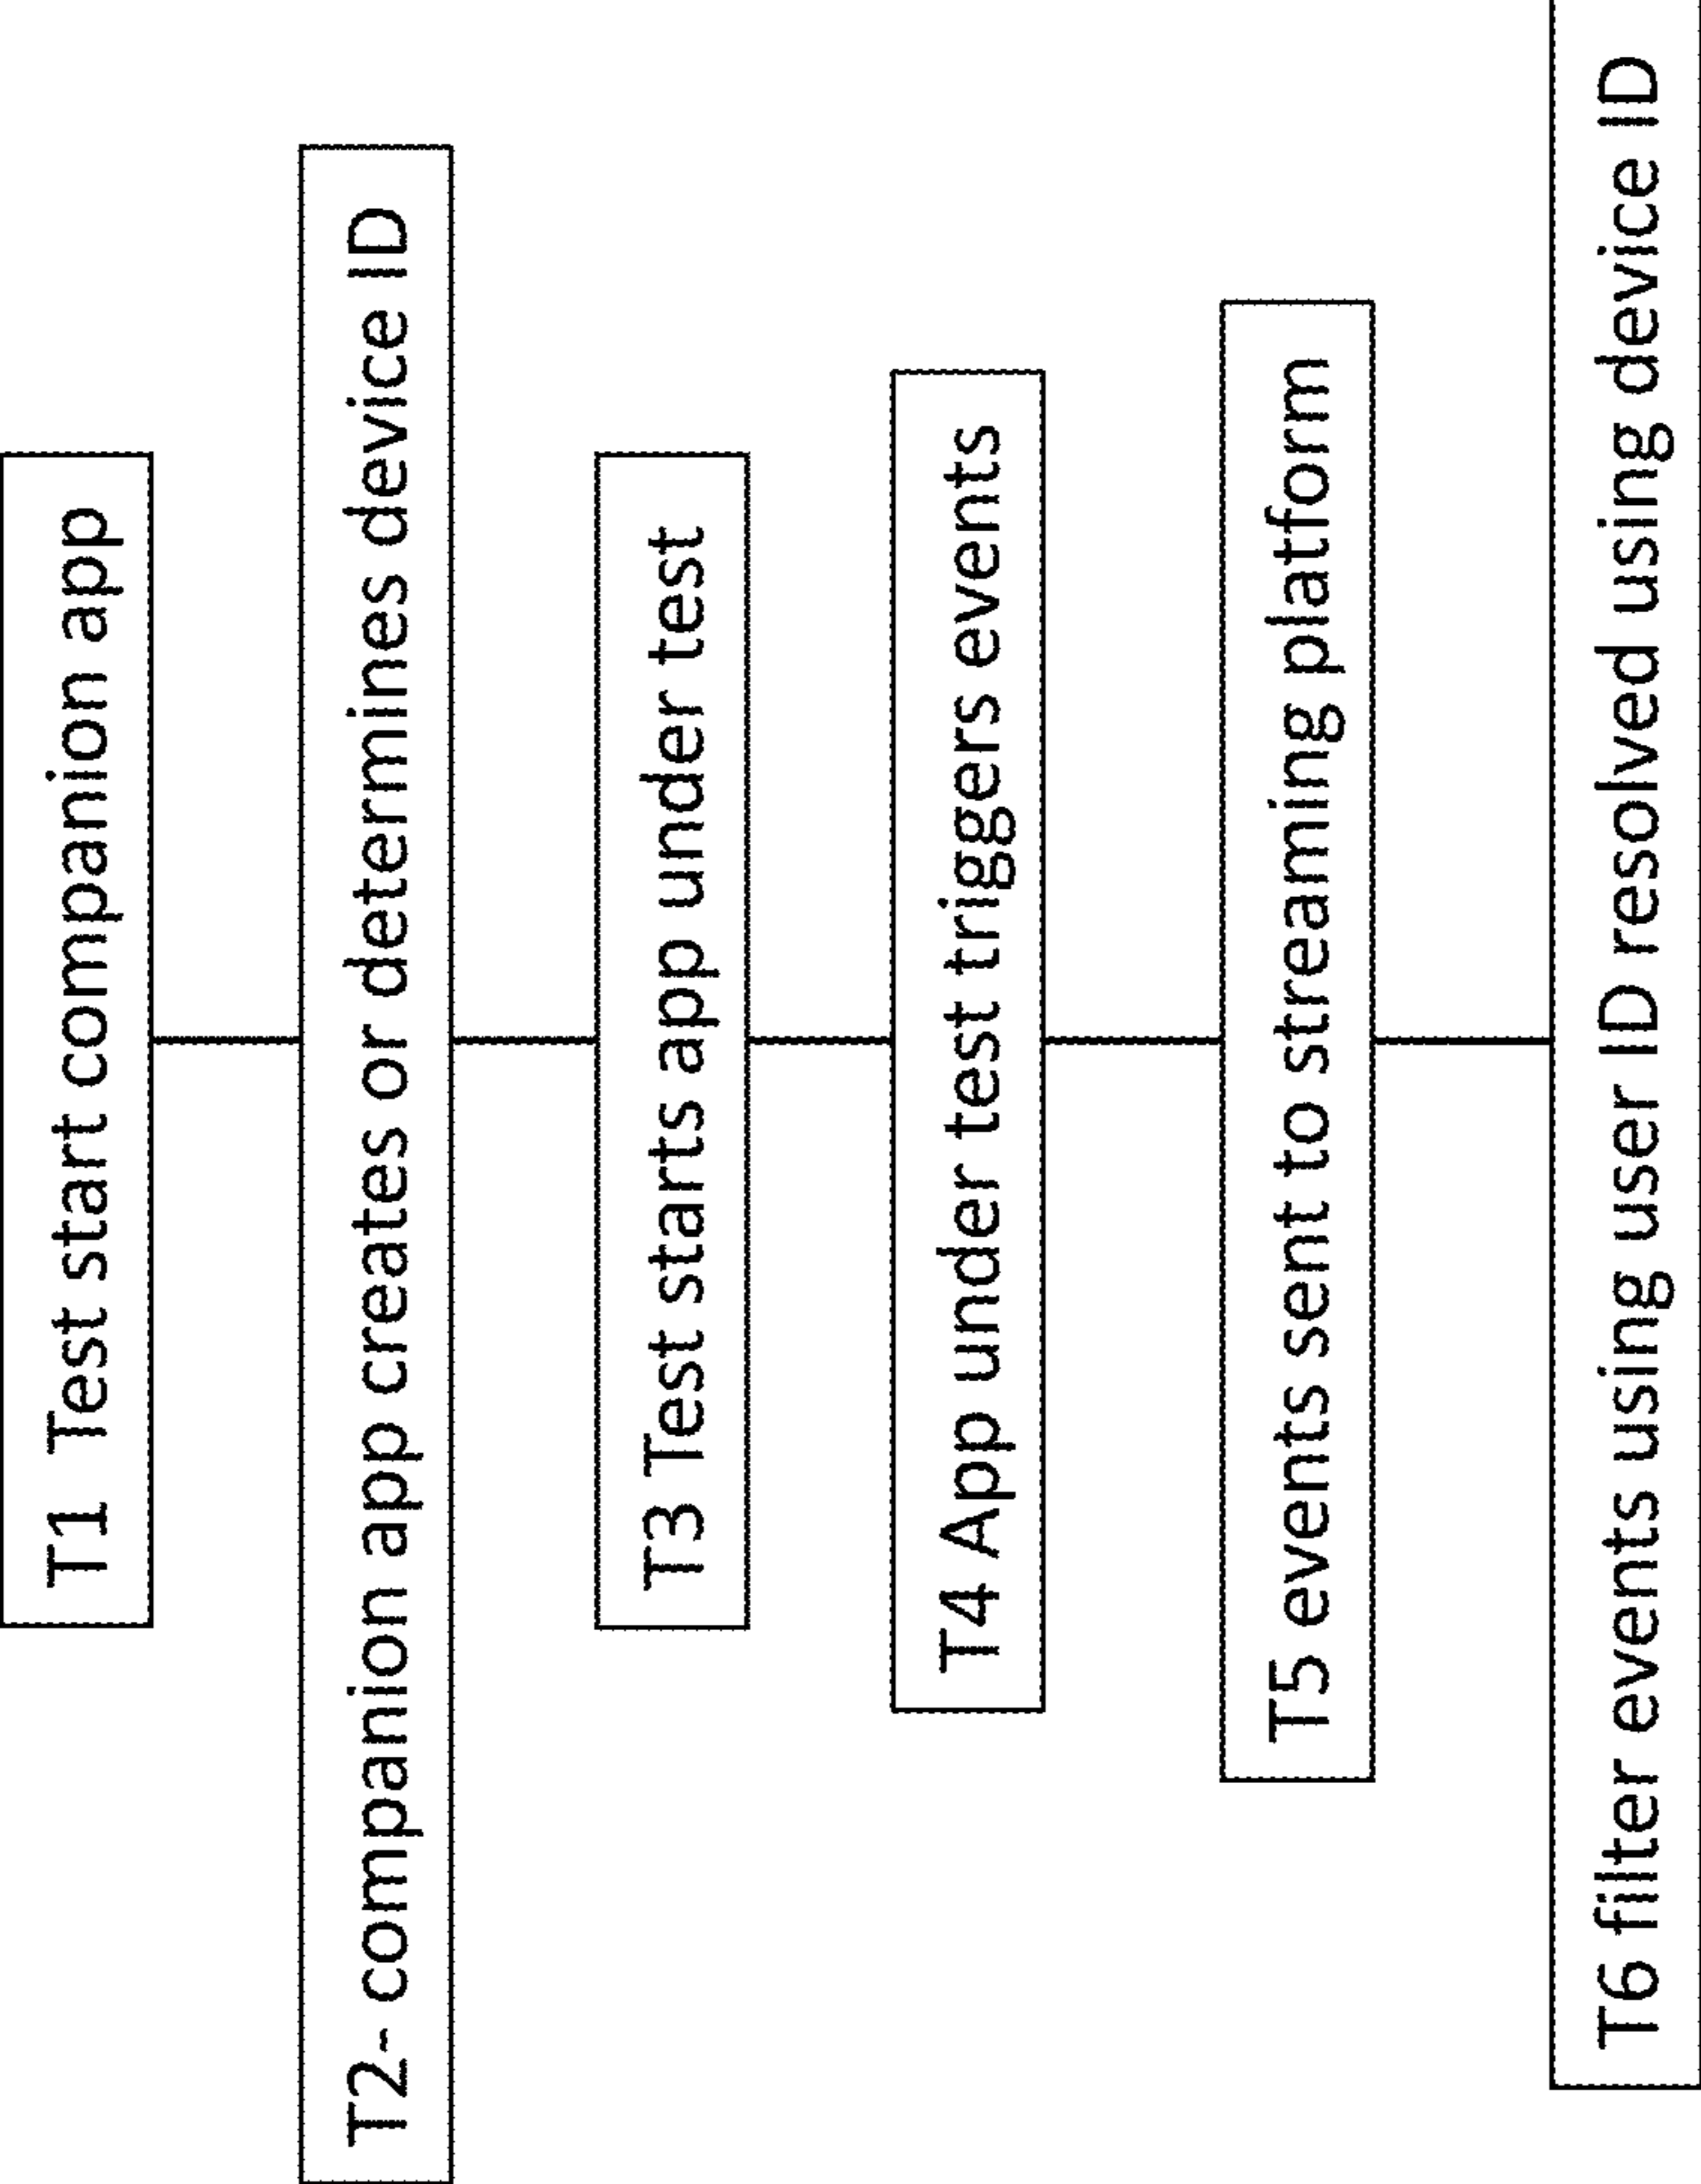 T1 Test start companion app
T2- companion app creates or determines device ID
T3 Test starts app under test
T4 App under test triggers events
T5 events sent to streaming platform
T6 filter events using user ID resolved using device ID